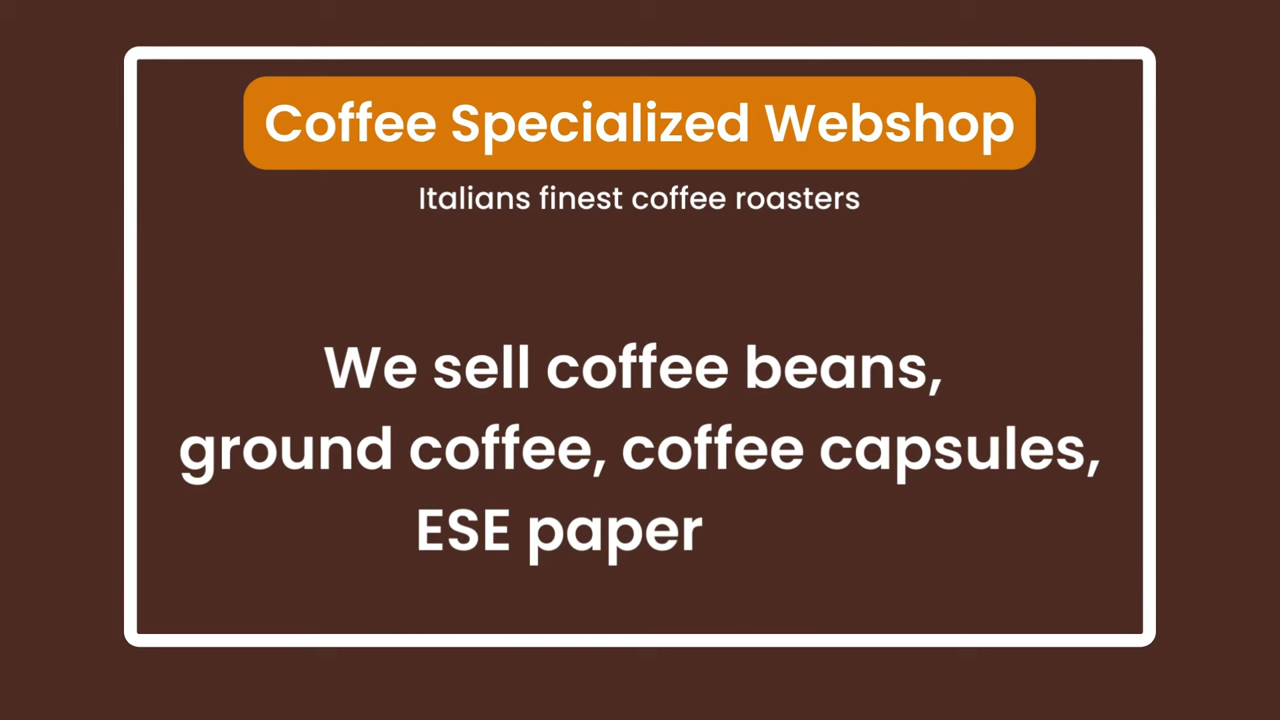 Coffee Specialized Webshop
Italians finest coffee roasters
We sell coffee beans,
ground coffee, coffee capsules,
ESE paper